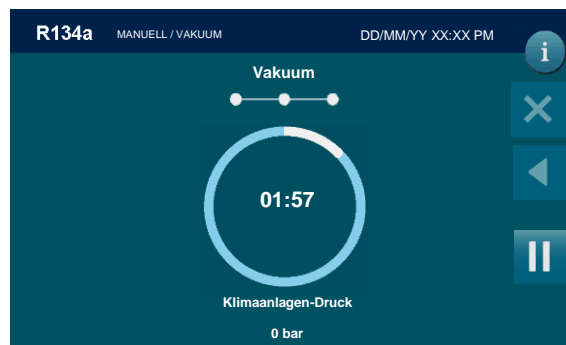 R134a MANUELL / VAKUUM DD/MM/YY XX:XX PM
i
Vakuum
01:57
Klimaanlagen-Druck
0 bar